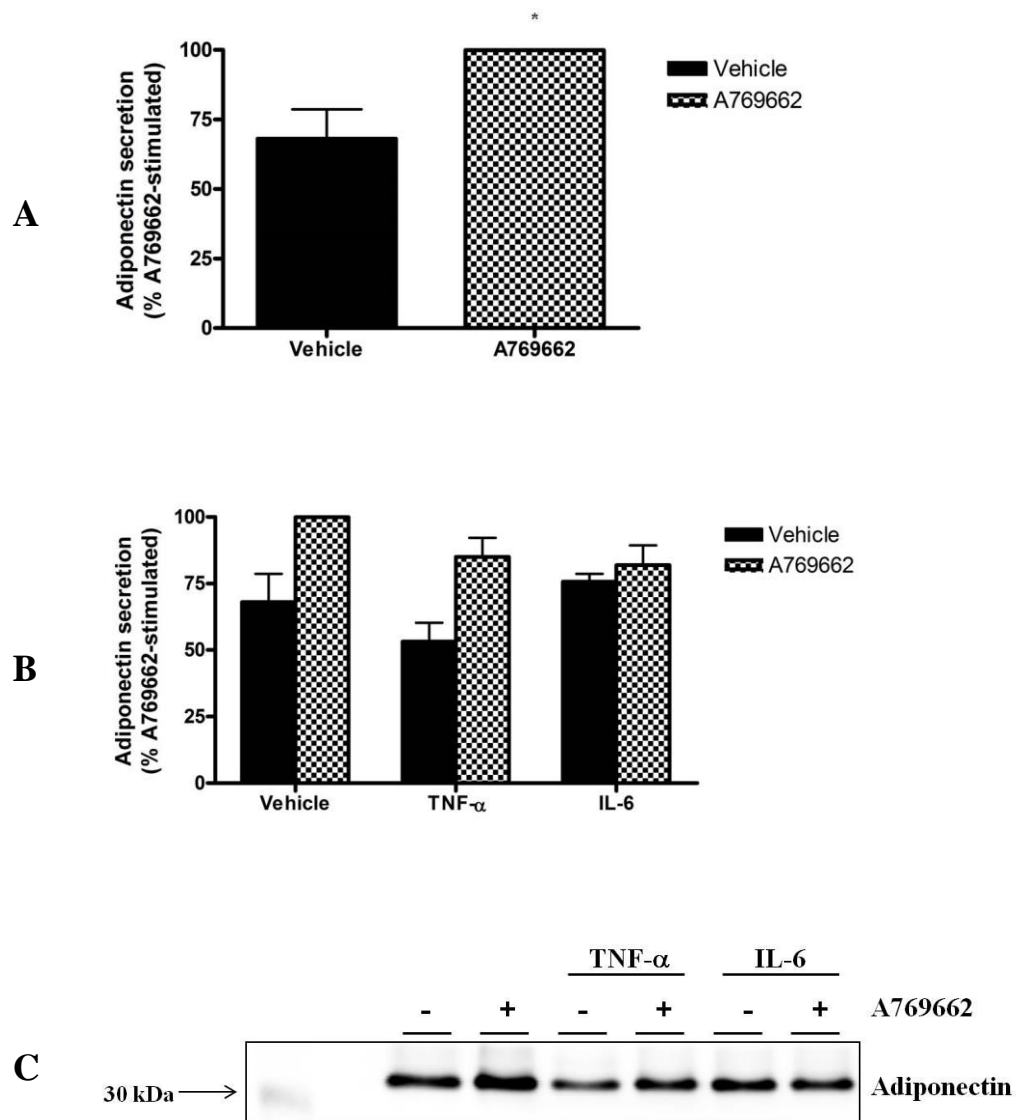 A
Adiponectin secretion
(% A769662-stimulated)
*
100
75
50
25
0
Vehicle
A769662
Vehicle
A769662
B
Adiponectin secretion
(% A769662-stimulated)
100
75
50
25
0
Vehicle
TNF-α
IL-6
Vehicle
A769662
C
TNF-α IL-6
- + - + - + A769662
30 kDa
Adiponectin